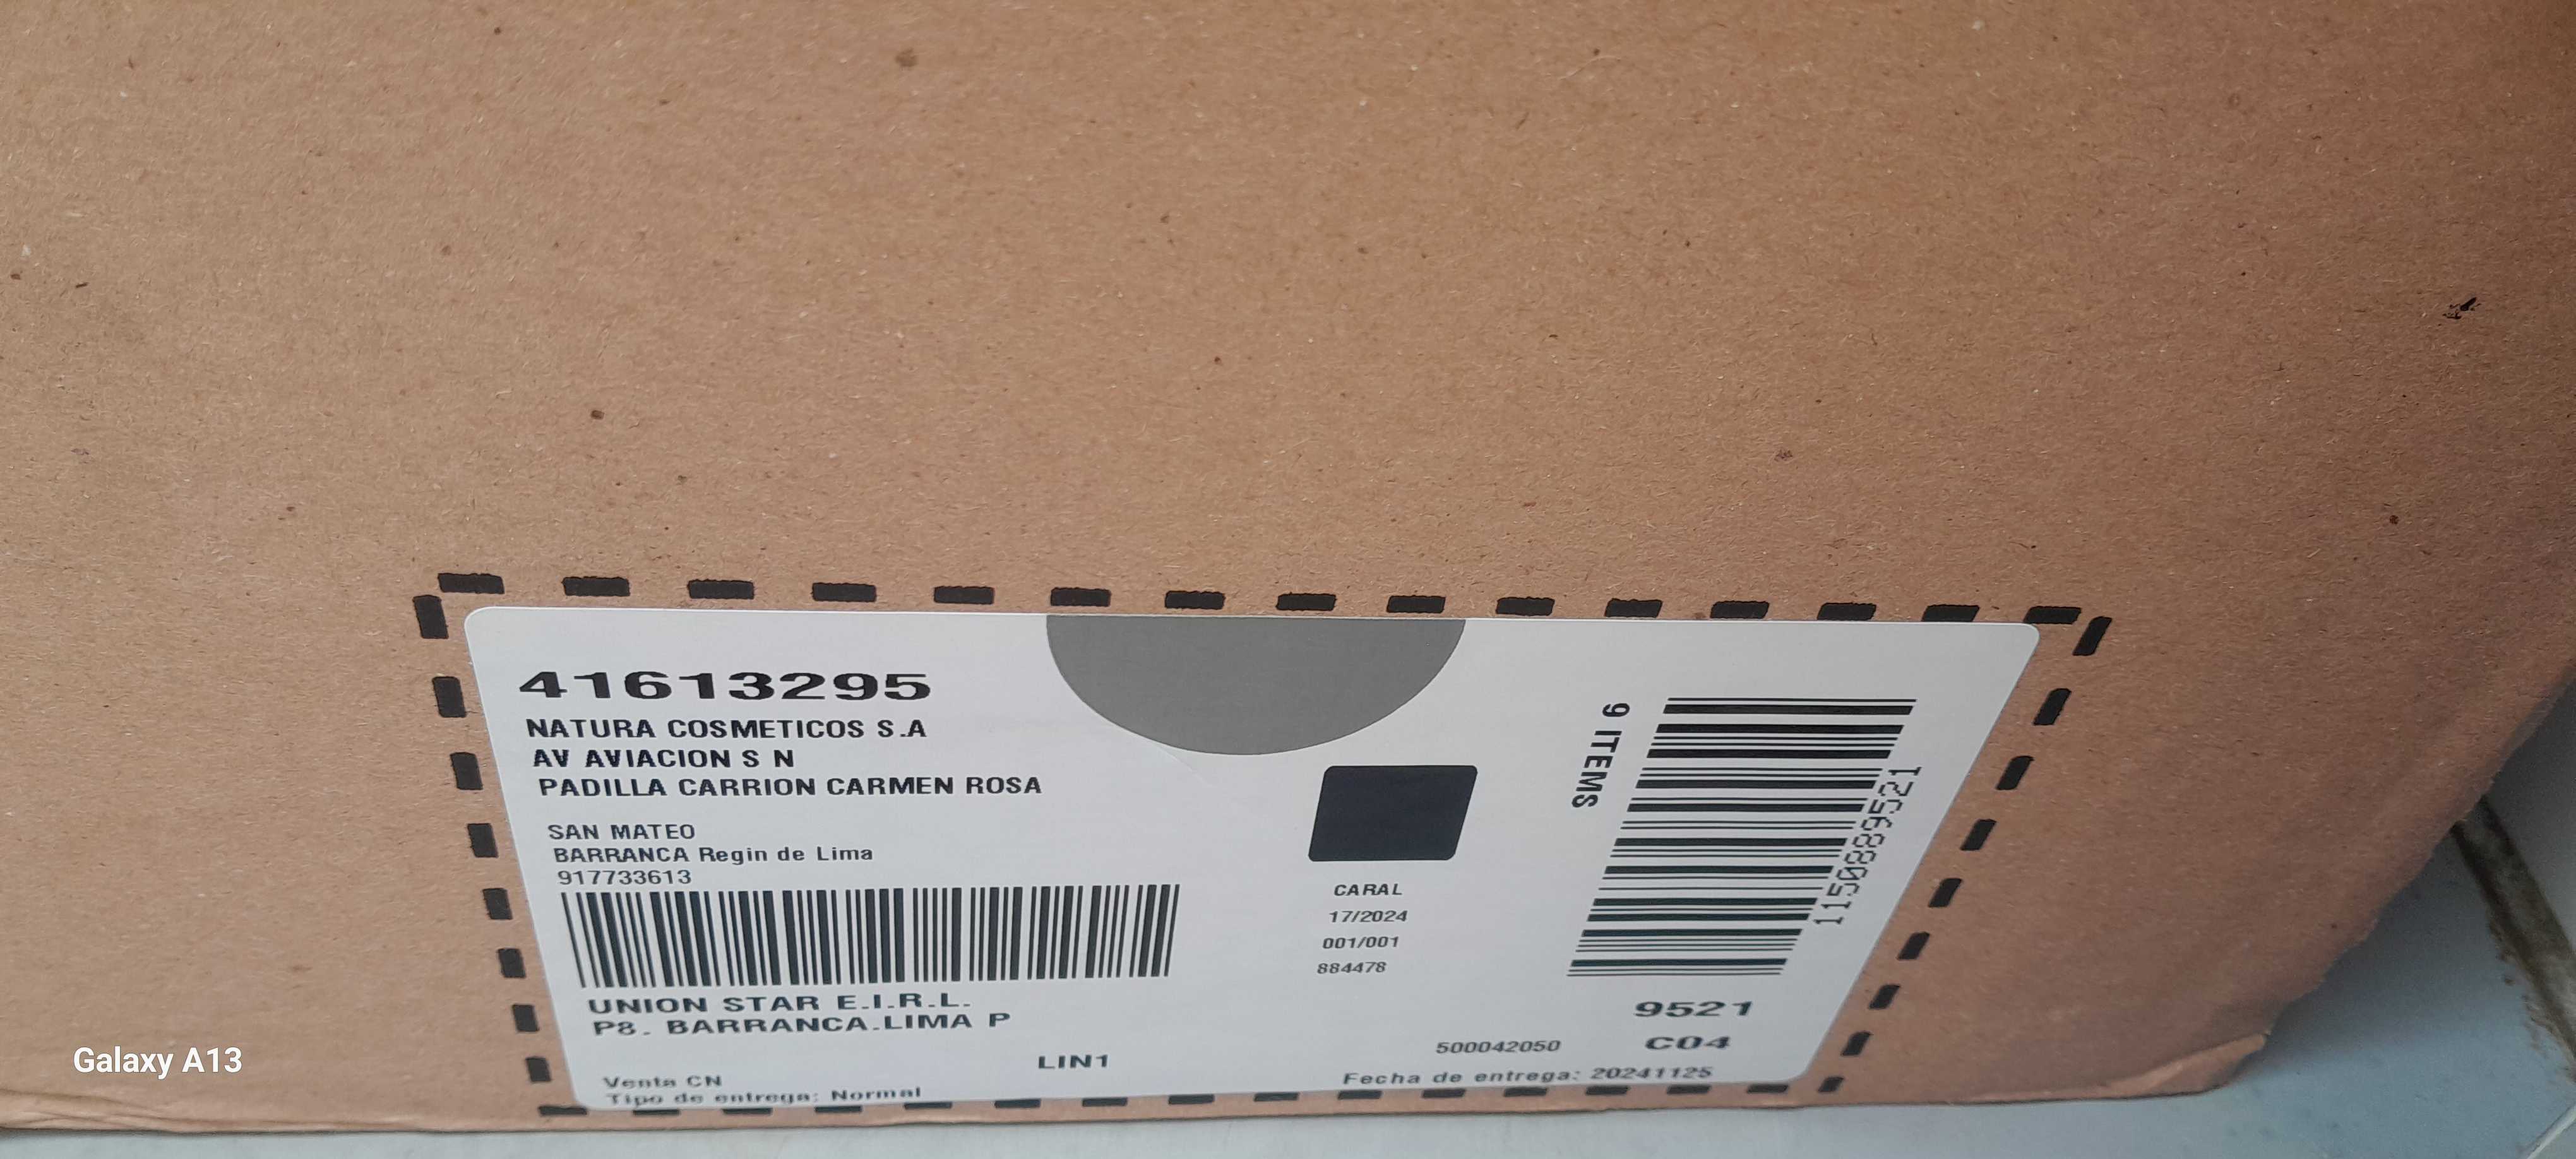 41613295
NATURA COSMETICOS S.A
AV AVIACION S N
PADILLA CARRION CARMEN ROSA
SAN MATEO
BARRANCA Regin de Lima
917733613
UNION STAR E.I.R.L.
P8. BARRANCA.LIMA P
LIN1
Venta CN
Tipo de entrega: Normal
CARAL
17/2024
001/001
884478
9 ITEMS
1150889521
9521
500042050
C04
Fecha de entrega: 20241125
Galaxy A13